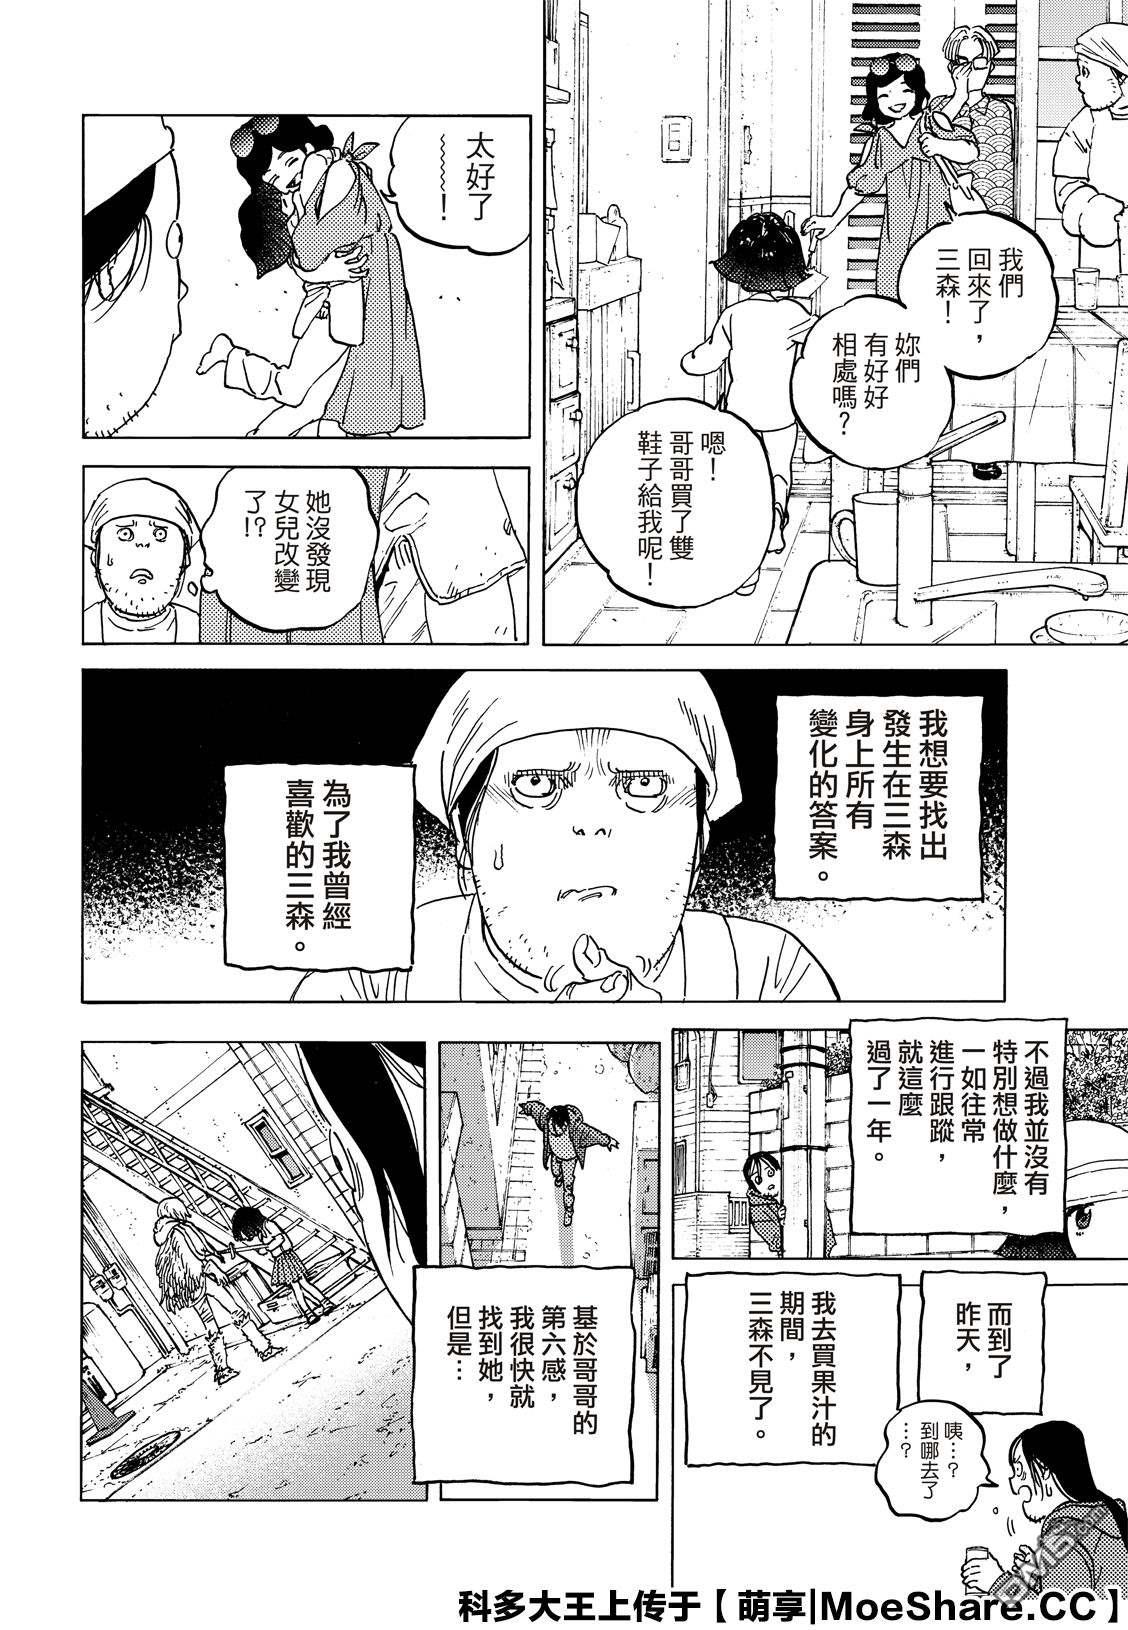 我們
回來了，
三森！
妳們
有好好
相處嗎？
嗯！
哥哥買了雙
鞋子給我呢！
太好了
～～～！
她沒發現
女兒改變
了!?
我想要找出
發生在三森
身上所有
變化的答案。
為了我曾經
喜歡的三森。
不過我並沒有
特別想做什麼，
一如往常
進行跟蹤，
就這麼
過了一年。
而到了
昨天，
我去買果汁的
期間，
三森不見了。
咦…？
到哪去了
…？
基於哥哥的
第六感，
我很快就
找到她，
但是…
科多大王上传于【萌享|MoeShare.CC】